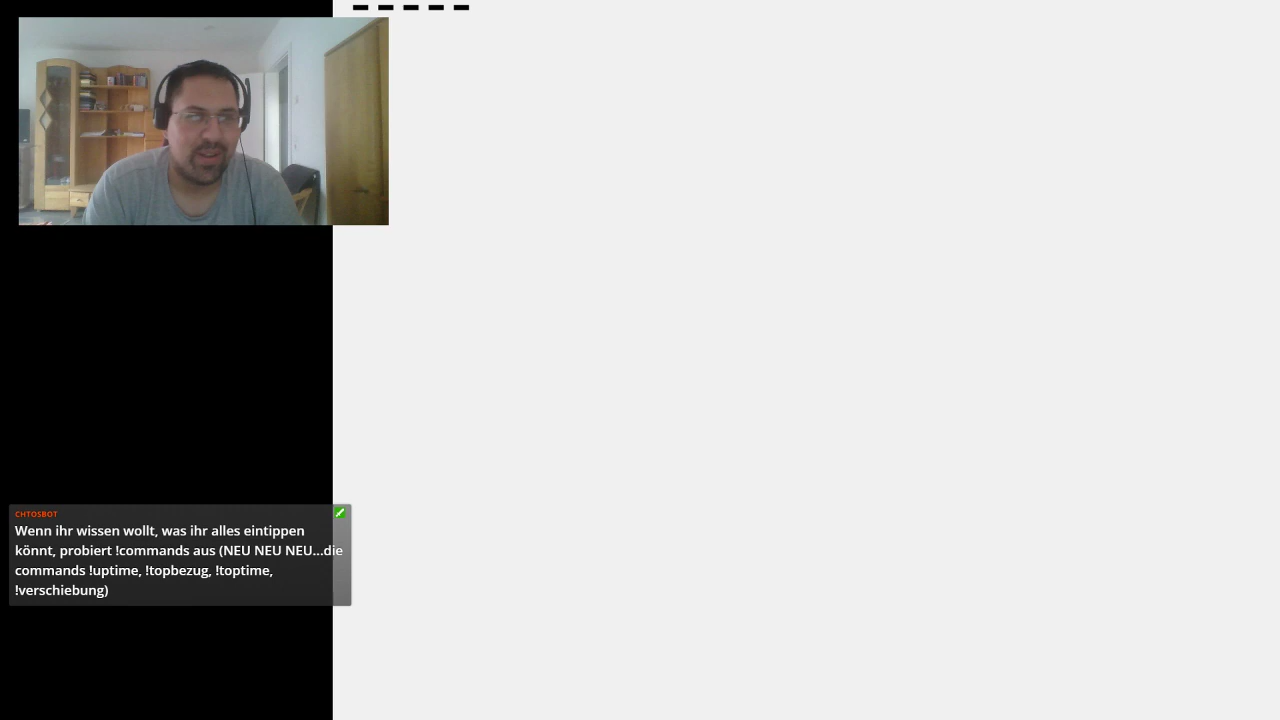 CHTOSBOT
Wenn ihr wissen wollt, was ihr alles eintippen
könnt, probiert !commands aus (NEU NEU NEU...die
commands !uptime, !topbezug, !toptime,
!verschiebung)